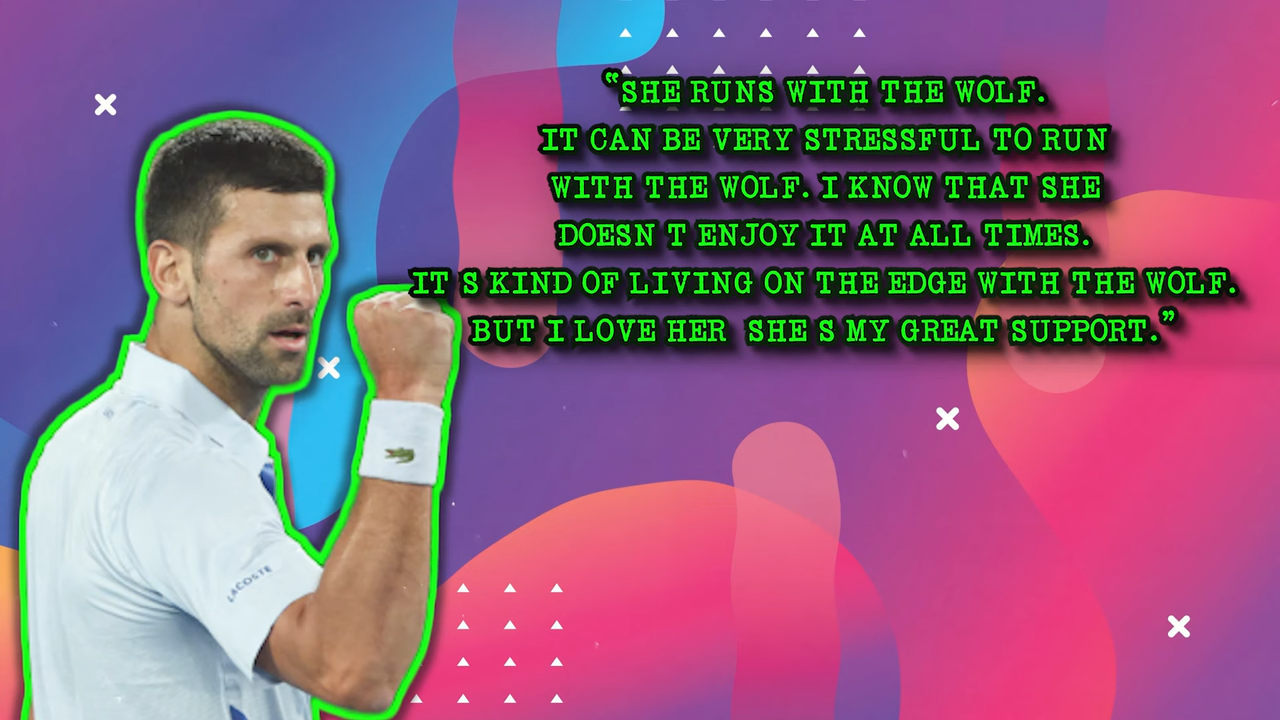 “SHE RUNS WITH THE WOLF.
IT CAN BE VERY STRESSFUL TO RUN
WITH THE WOLF. I KNOW THAT SHE
DOESN T ENJOY IT AT ALL TIMES.
IT S KIND OF LIVING ON THE EDGE WITH THE WOLF.
BUT I LOVE HER  SHE S MY GREAT SUPPORT.”
LACOSTE